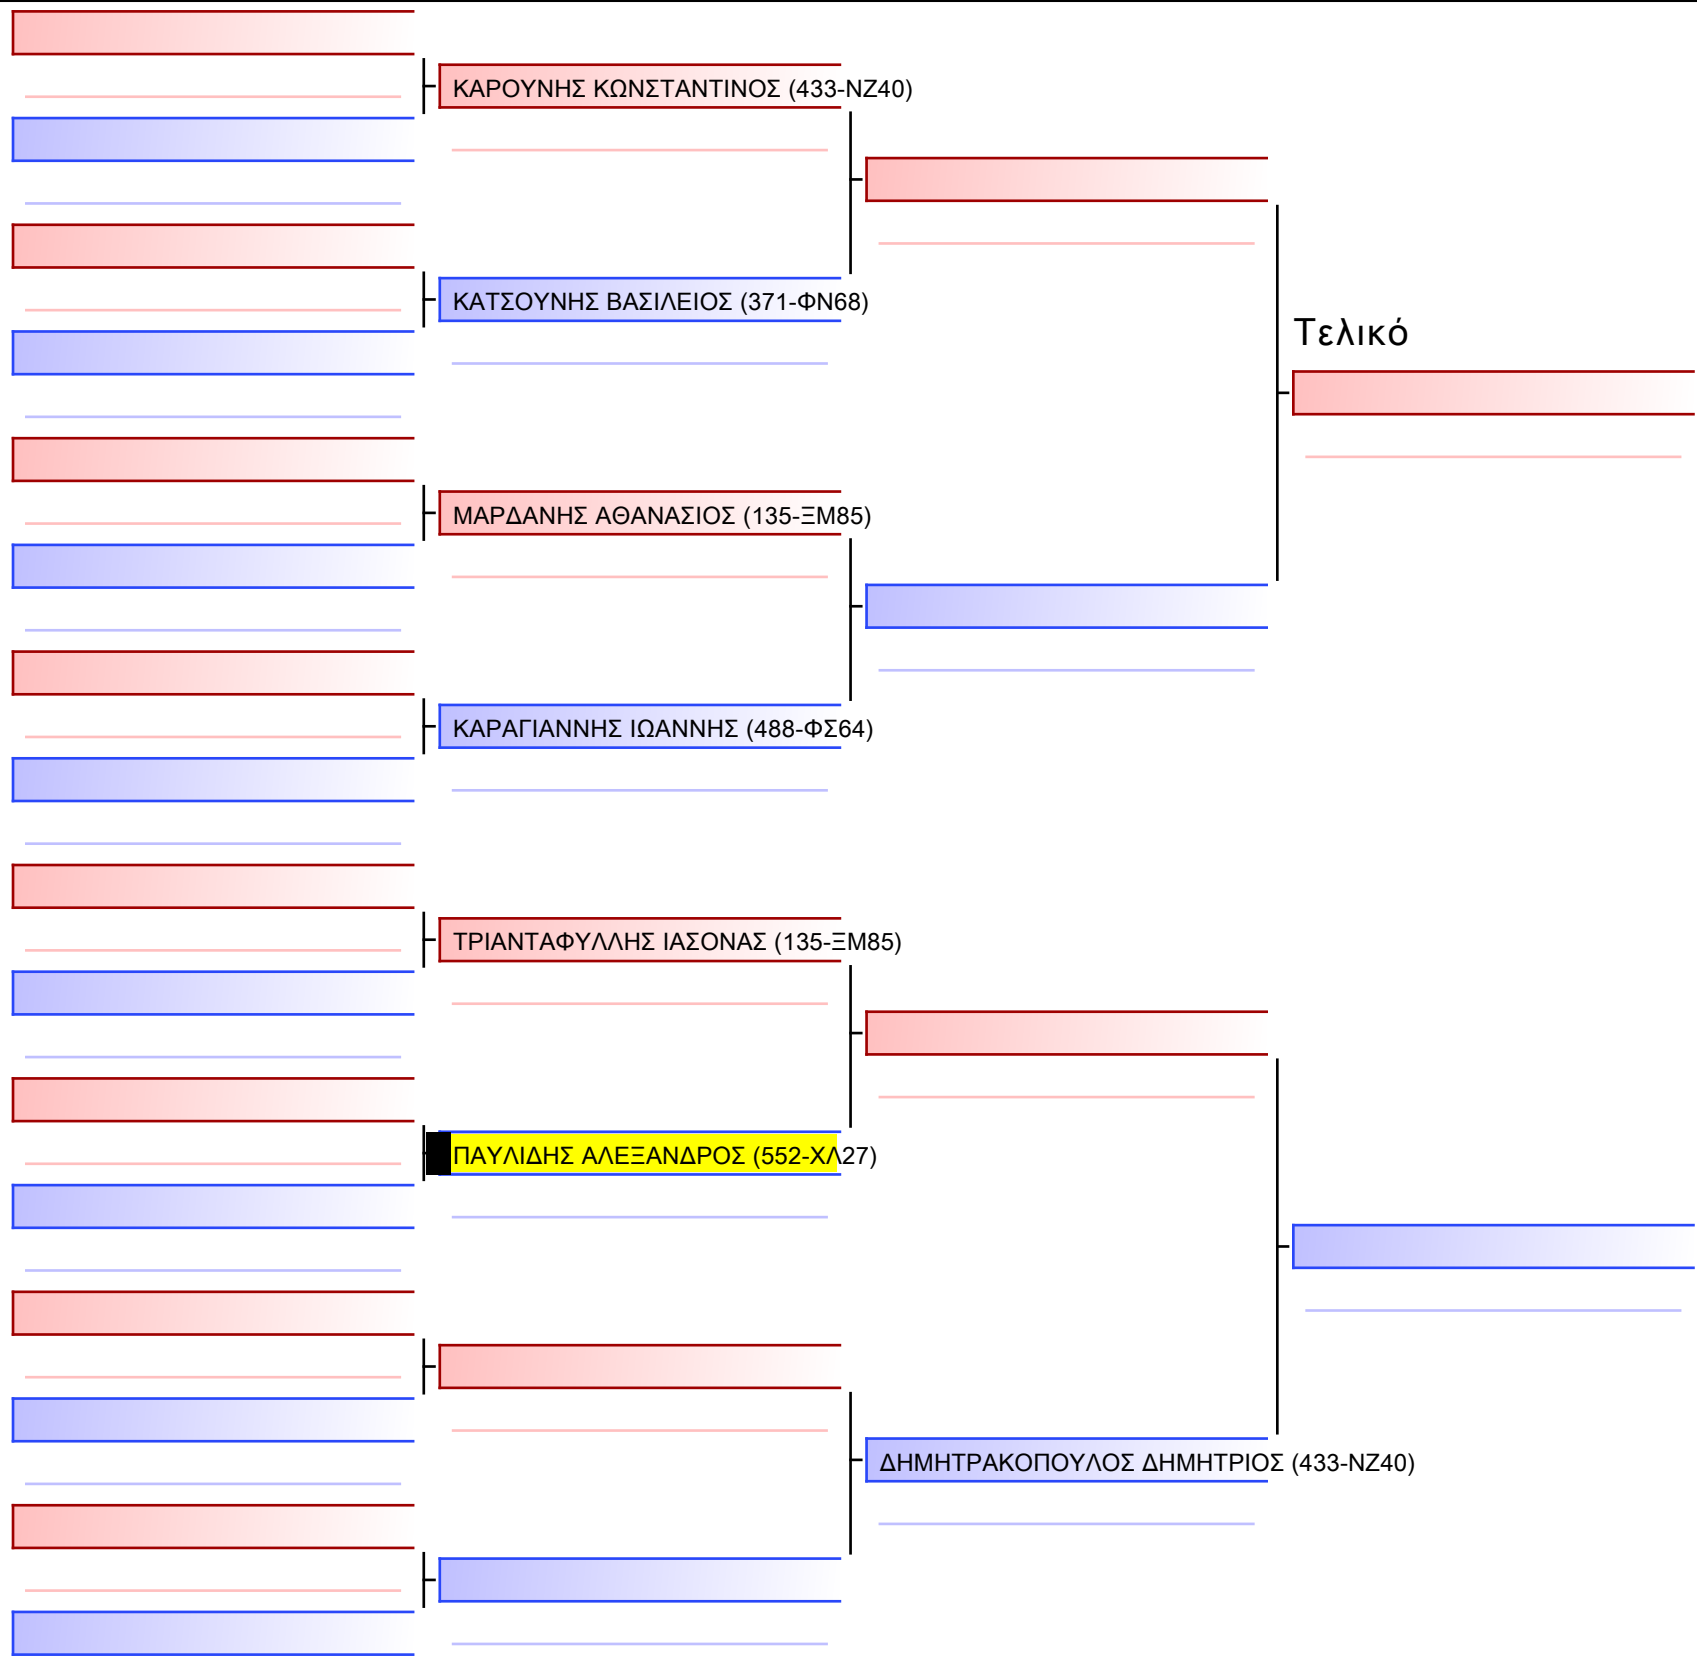 ΚΑΡΟΥΝΗΣ ΚΩΝΣΤΑΝΤΙΝΟΣ (433-ΝΖ40)
ΚΑΤΣΟΥΝΗΣ ΒΑΣΙΛΕΙΟΣ (371-ΦΝ68)
Τελικό
ΜΑΡΔΑΝΗΣ ΑΘΑΝΑΣΙΟΣ (135-ΞΜ85)
ΚΑΡΑΓΙΑΝΝΗΣ ΙΩΑΝΝΗΣ (488-ΦΣ64)
ΤΡΙΑΝΤΑΦΥΛΛΗΣ ΙΑΣΟΝΑΣ (135-ΞΜ85)
ΠΑΥΛΙΔΗΣ ΑΛΕΞΑΝΔΡΟΣ (552-ΧΛ27)
ΔΗΜΗΤΡΑΚΟΠΟΥΛΟΣ ΔΗΜΗΤΡΙΟΣ (433-ΝΖ40)